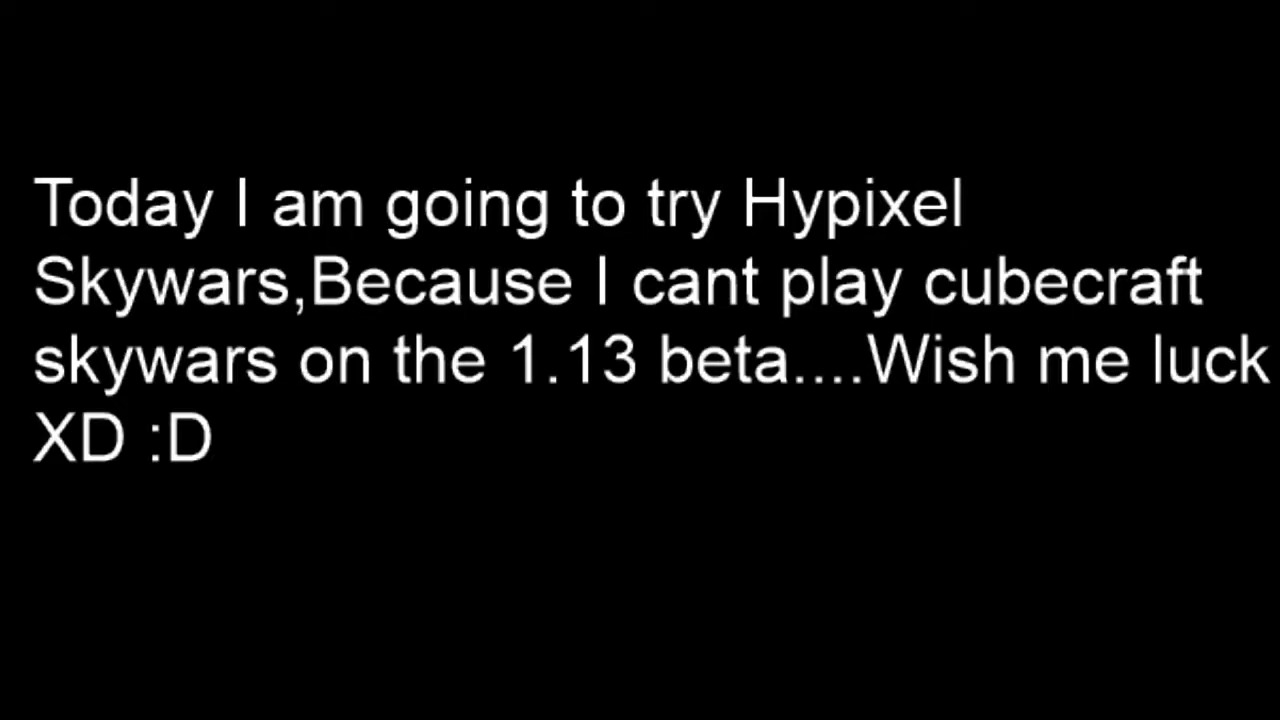 Today I am going to try Hypixel
Skywars,Because I cant play cubecraft
skywars on the 1.13 beta....Wish me luck
XD :D